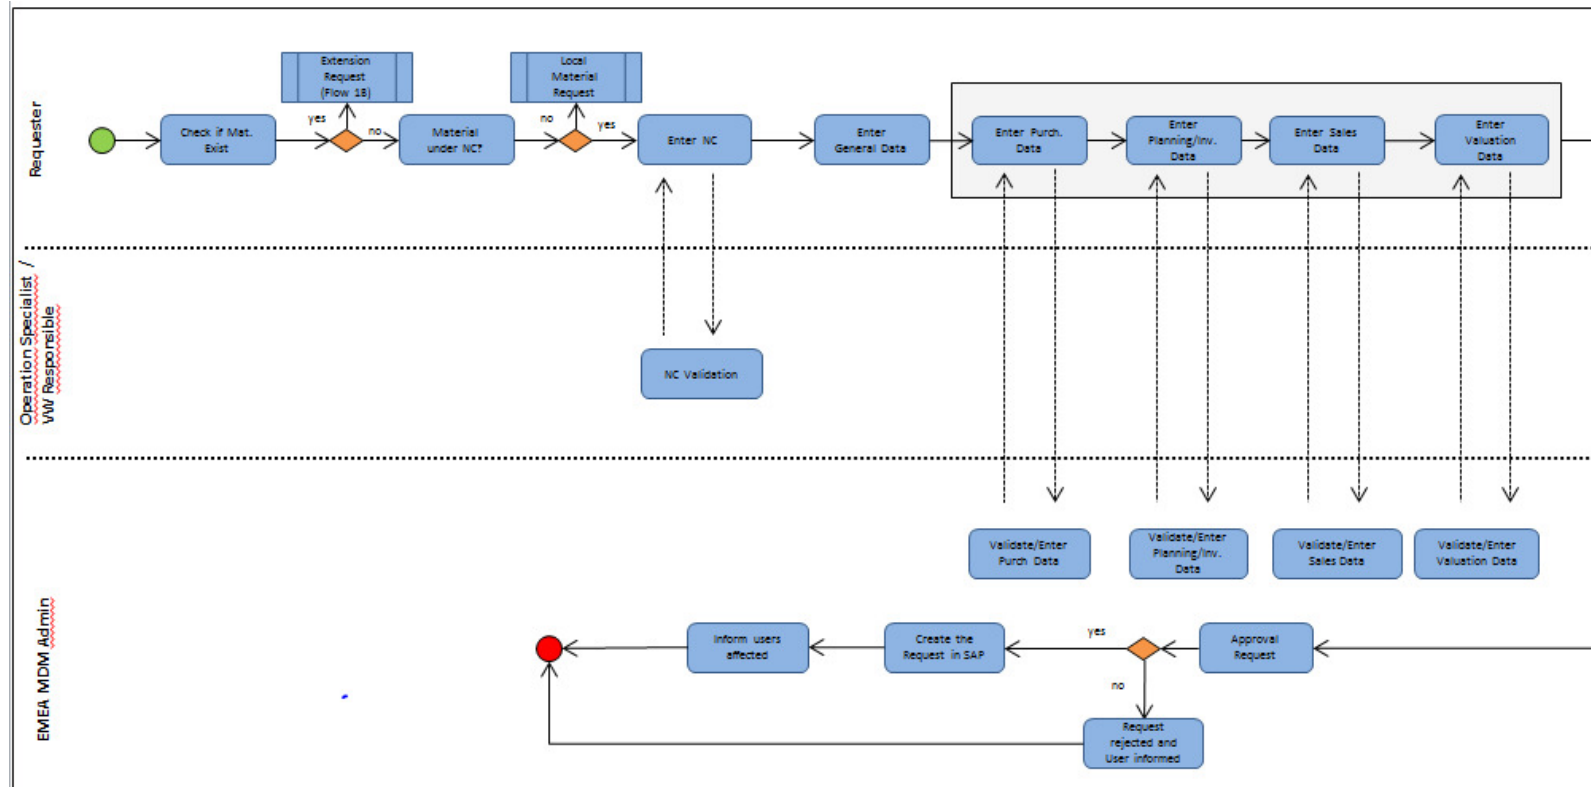 Requester
Extension
Request
(Flow 1B)
Local
Material
Request
yes
no
no
yes
Check if Mat.
Exist
Material
under NC?
Enter NC
Enter
General Data
Enter Purch.
Data
Enter
Planning/Inv.
Data
Enter Sales
Data
Enter
Valuation
Data
Operation Specialist /
VW Responsible
NC Validation
EMEA MDM Admin
Validate/Enter
Purch Data
Validate/Enter
Planning/Inv.
Data
Validate/Enter
Sales Data
Validate/Enter
Valuation Data
Inform users
affected
Create the
Request in SAP
yes
no
Approval
Request
Request
rejected and
User informed